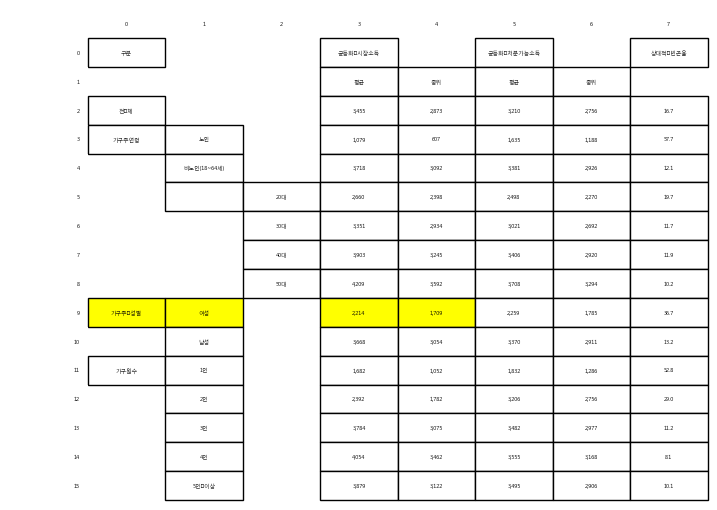 0 1 2 3 4 5 6 7
0 구분 균등화□시장소득 균등화□처분가능소득 상대적□빈곤율
1 평균 중위 평균 중위
2 전□체 3,455 2,873 3,210 2,756 16.7
3 가구주연령 노인 1,079 607 1,635 1,188 57.7
4 비노인(18~64세) 3,718 3,092 3,381 2,926 12.1
5 20대 2,660 2,398 2,498 2,270 19.7
6 30대 3,351 2,934 3,021 2,692 11.7
7 40대 3,903 3,245 3,406 2,920 11.9
8 50대 4,209 3,592 3,708 3,294 10.2
9 가구주□성별 여성 2,214 1,709 2,259 1,785 36.7
10 남성 3,668 3,054 3,370 2,911 13.2
11 가구원수 1인 1,682 1,052 1,832 1,286 52.8
12 2인 2,392 1,782 3,206 2,756 29.0
13 3인 3,784 3,075 3,482 2,977 11.2
14 4인 4,054 3,462 3,555 3,168 8.1
15 5인□이상 3,879 3,122 3,495 2,906 10.1